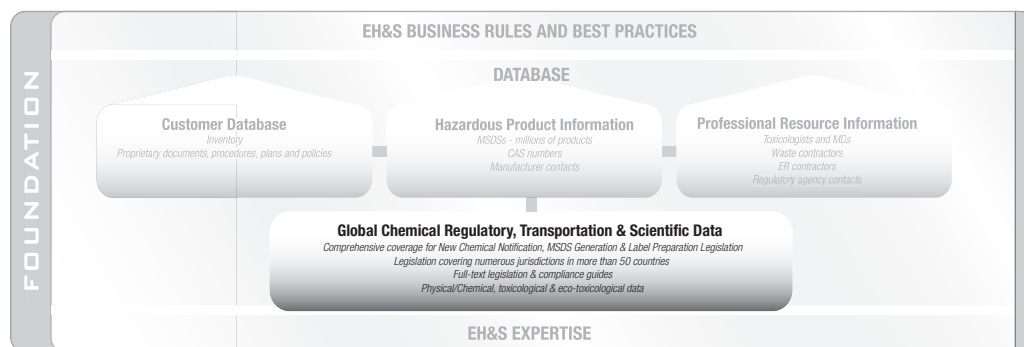 FOUNDATION
EH&S BUSINESS RULES AND BEST PRACTICES
DATABASE
Customer Database
Inventory
Proprietary documents, procedures, plans and policies
Hazardous Product Information
MSDSs - millions of products
CAS numbers
Manufacturer contacts
Professional Resource Information
Toxicologists and MDs
Waste contractors
ER contractors
Regulatory agency contacts
Global Chemical Regulatory, Transportation & Scientific Data
Comprehensive coverage for New Chemical Notification, MSDS Generation & Label Preparation Legislation
Legislation covering numerous jurisdictions in more than 50 countries
Full-text legislation & compliance guides
Physical/Chemical, toxicological & eco-toxicological data
EH&S EXPERTISE